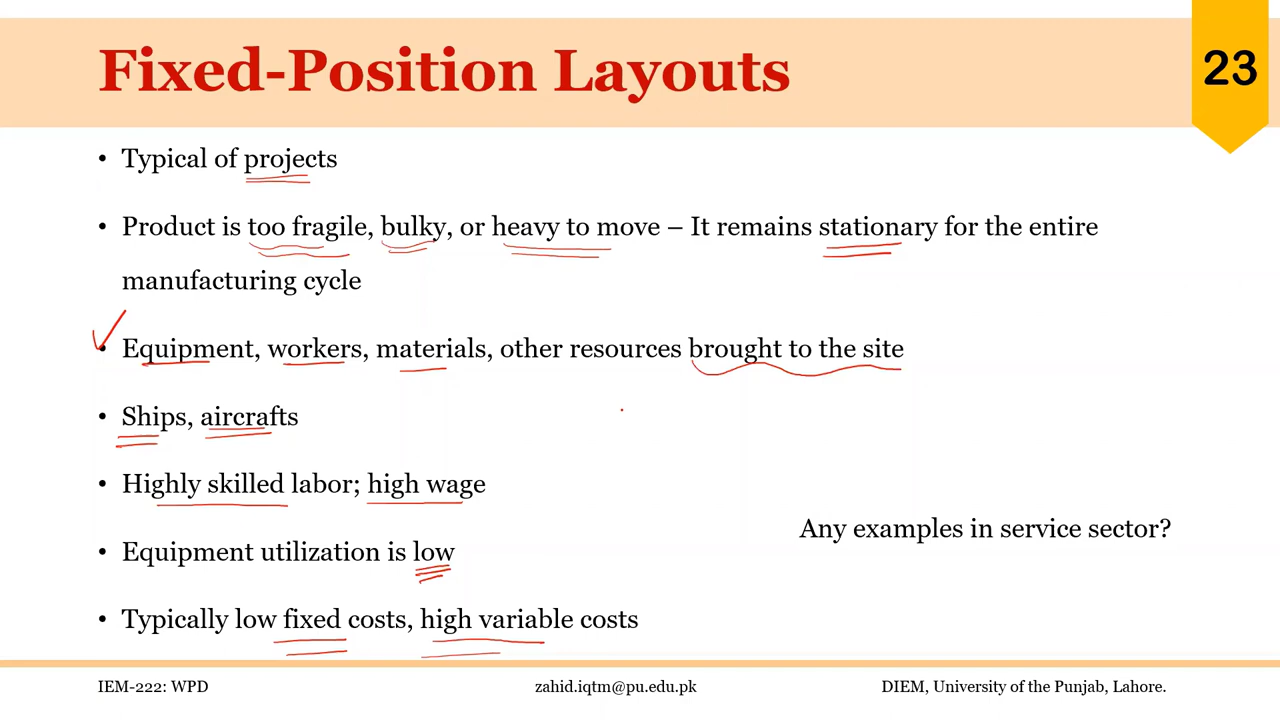 Fixed-Position Layouts
23
• Typical of projects
• Product is too fragile, bulky, or heavy to move – It remains stationary for the entire
manufacturing cycle
• Equipment, workers, materials, other resources brought to the site
• Ships, aircrafts
• Highly skilled labor; high wage
Any examples in service sector?
• Equipment utilization is low
• Typically low fixed costs, high variable costs
IEM-222: WPD
zahid.iqtm@pu.edu.pk
DIEM, University of the Punjab, Lahore.